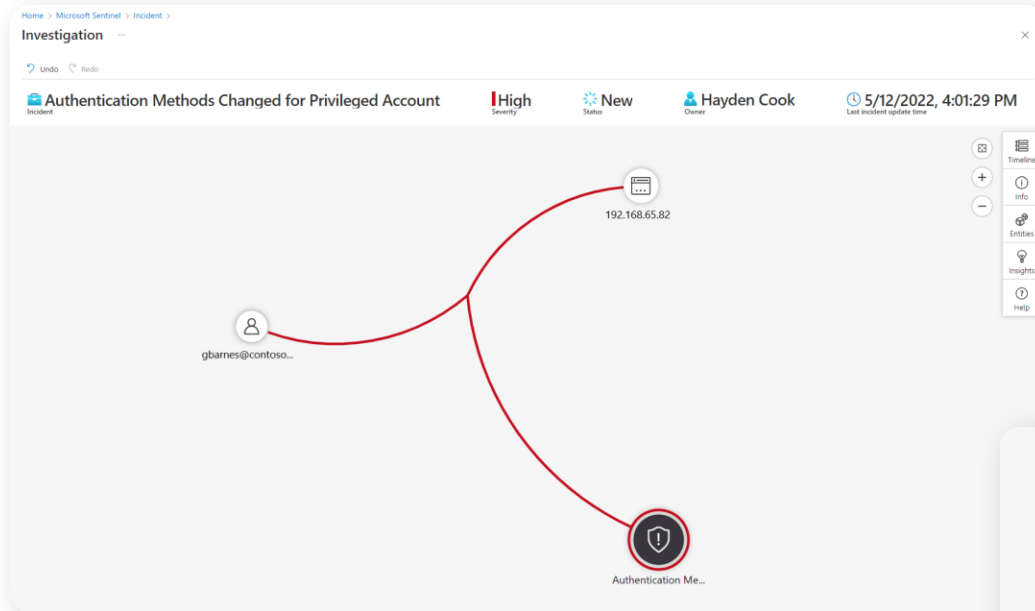 Home > Microsoft Sentinel > Incident >
Investigation ...
Undo Redo
Authentication Methods Changed for Privileged Account
Incident
High
Severity
New
Status
Hayden Cook
Owner
5/12/2022, 4:01:29 PM
Last incident update time
Timeline
Info
Entities
Insights
Help
192.168.65.82
gbarnes@contoso...
Authentication Me...